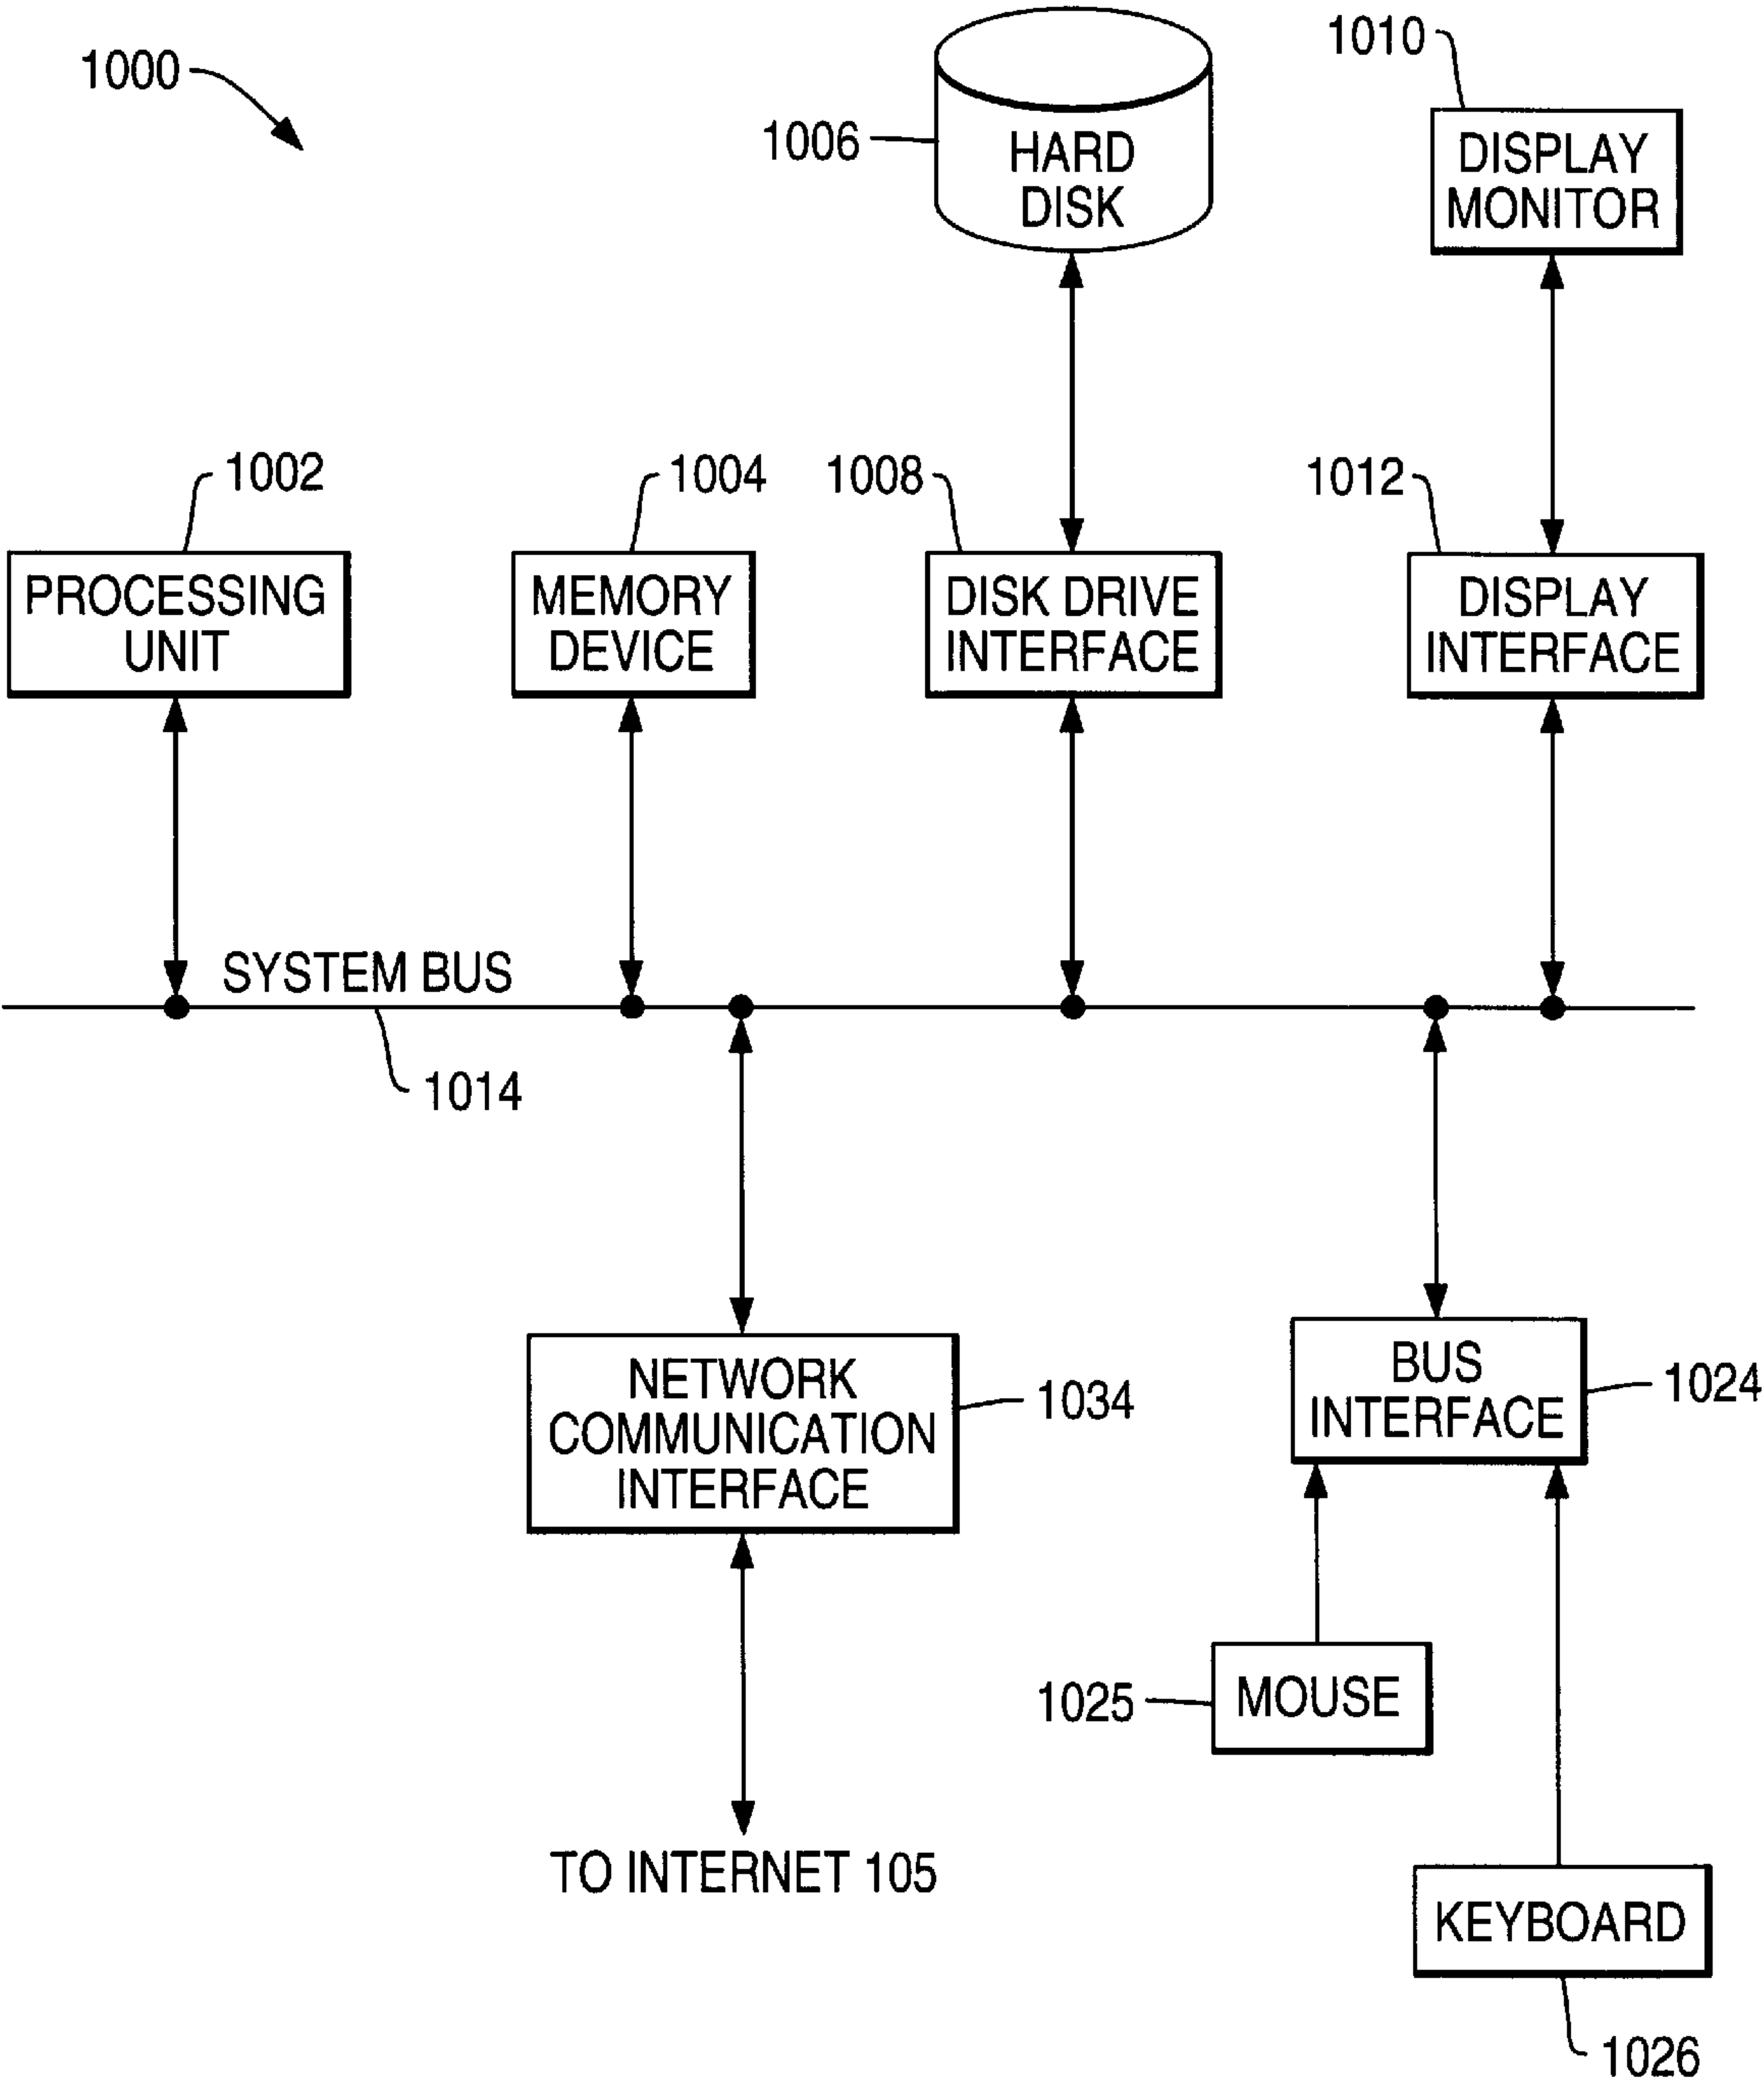 1000
1006
HARD
DISK
1010
DISPLAY
MONITOR
1002
PROCESSING
UNIT
1004
MEMORY
DEVICE
1008
DISK DRIVE
INTERFACE
1012
DISPLAY
INTERFACE
SYSTEM BUS
1014
NETWORK
COMMUNICATION
INTERFACE
1034
BUS
INTERFACE
1024
1025
MOUSE
TO INTERNET 105
KEYBOARD
1026